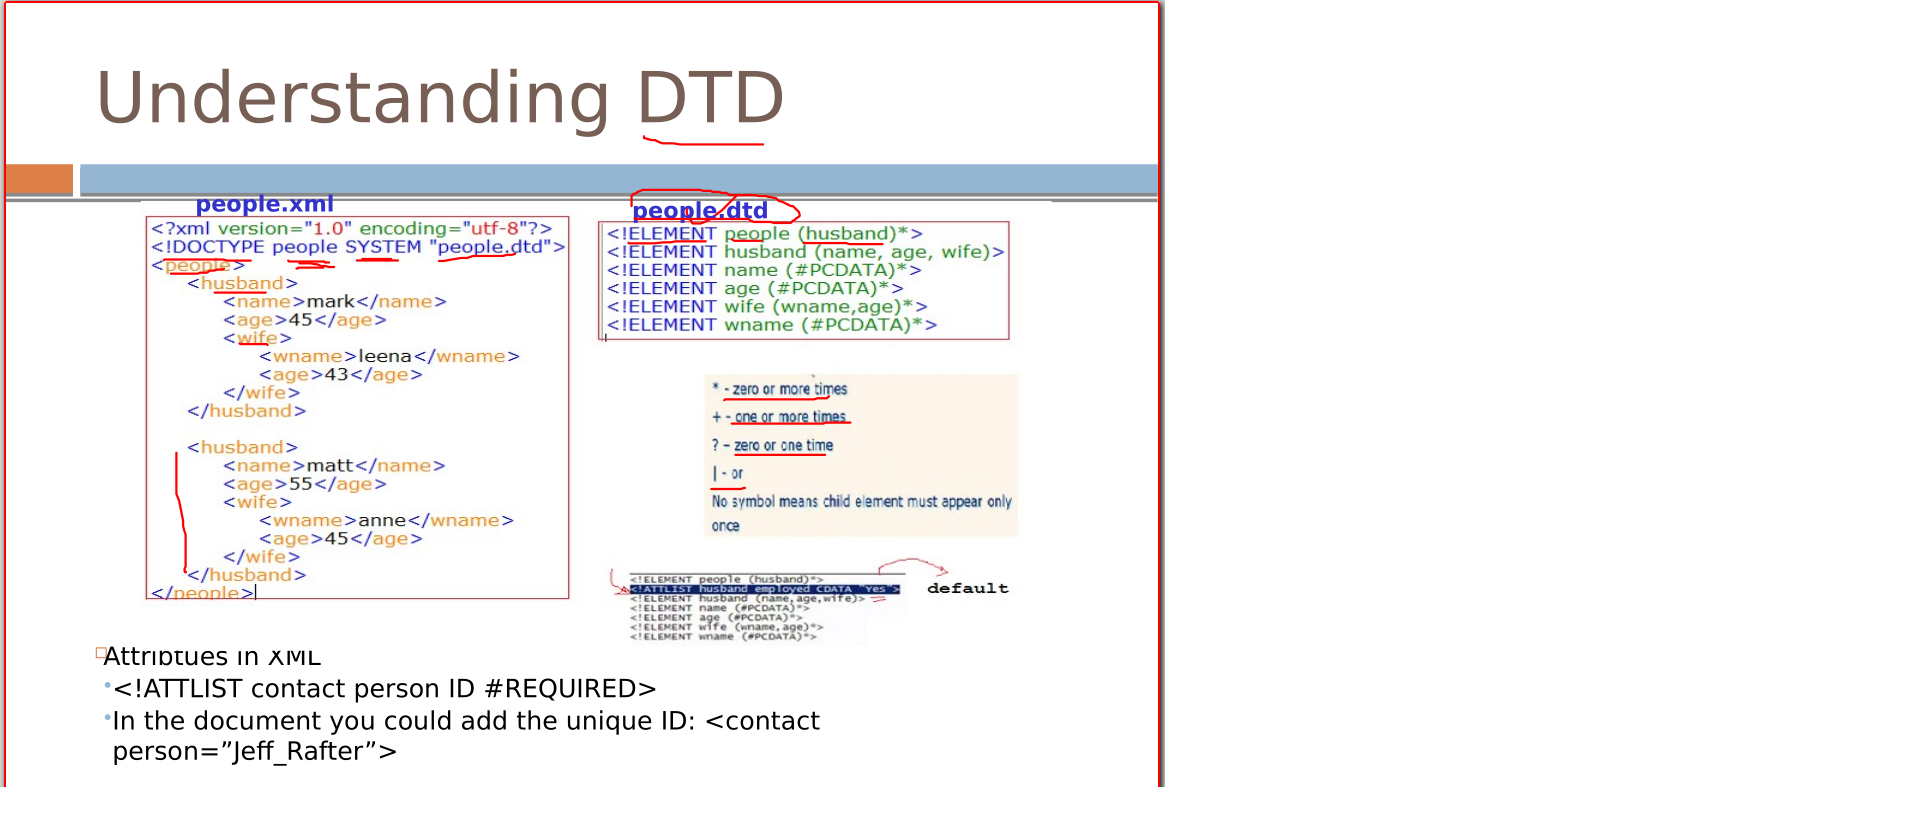 Understanding DTD
people.xml
<?xml version="1.0" encoding="utf-8"?>
<!DOCTYPE people SYSTEM "people.dtd">
<people>
<husband>
<name>mark</name>
<age>45</age>
<wife>
<wname>leena</wname>
<age>43</age>
</wife>
</husband>
<husband>
<name>matt</name>
<age>55</age>
<wife>
<wname>anne</wname>
<age>45</age>
</wife>
</husband>
</people>
people.dtd
<!ELEMENT people (husband)*>
<!ELEMENT husband (name, age, wife)>
<!ELEMENT name (#PCDATA)*>
<!ELEMENT age (#PCDATA)*>
<!ELEMENT wife (wname,age)*>
<!ELEMENT wname (#PCDATA)*>
* - zero or more times
+ - one or more times
? – zero or one time
| - or
No symbol means child element must appear only
once
<!ELEMENT people (husband)*>
<!ATTLIST husband employed CDATA "Yes">
<!ELEMENT husband (name,age,wife)>
<!ELEMENT name (#PCDATA)*>
<!ELEMENT age (#PCDATA)*>
<!ELEMENT wife (wname,age)*>
<!ELEMENT wname (#PCDATA)*>
default
Attributes in XML
<!ATTLIST contact person ID #REQUIRED>
In the document you could add the unique ID: <contact
person=”Jeff_Rafter”>